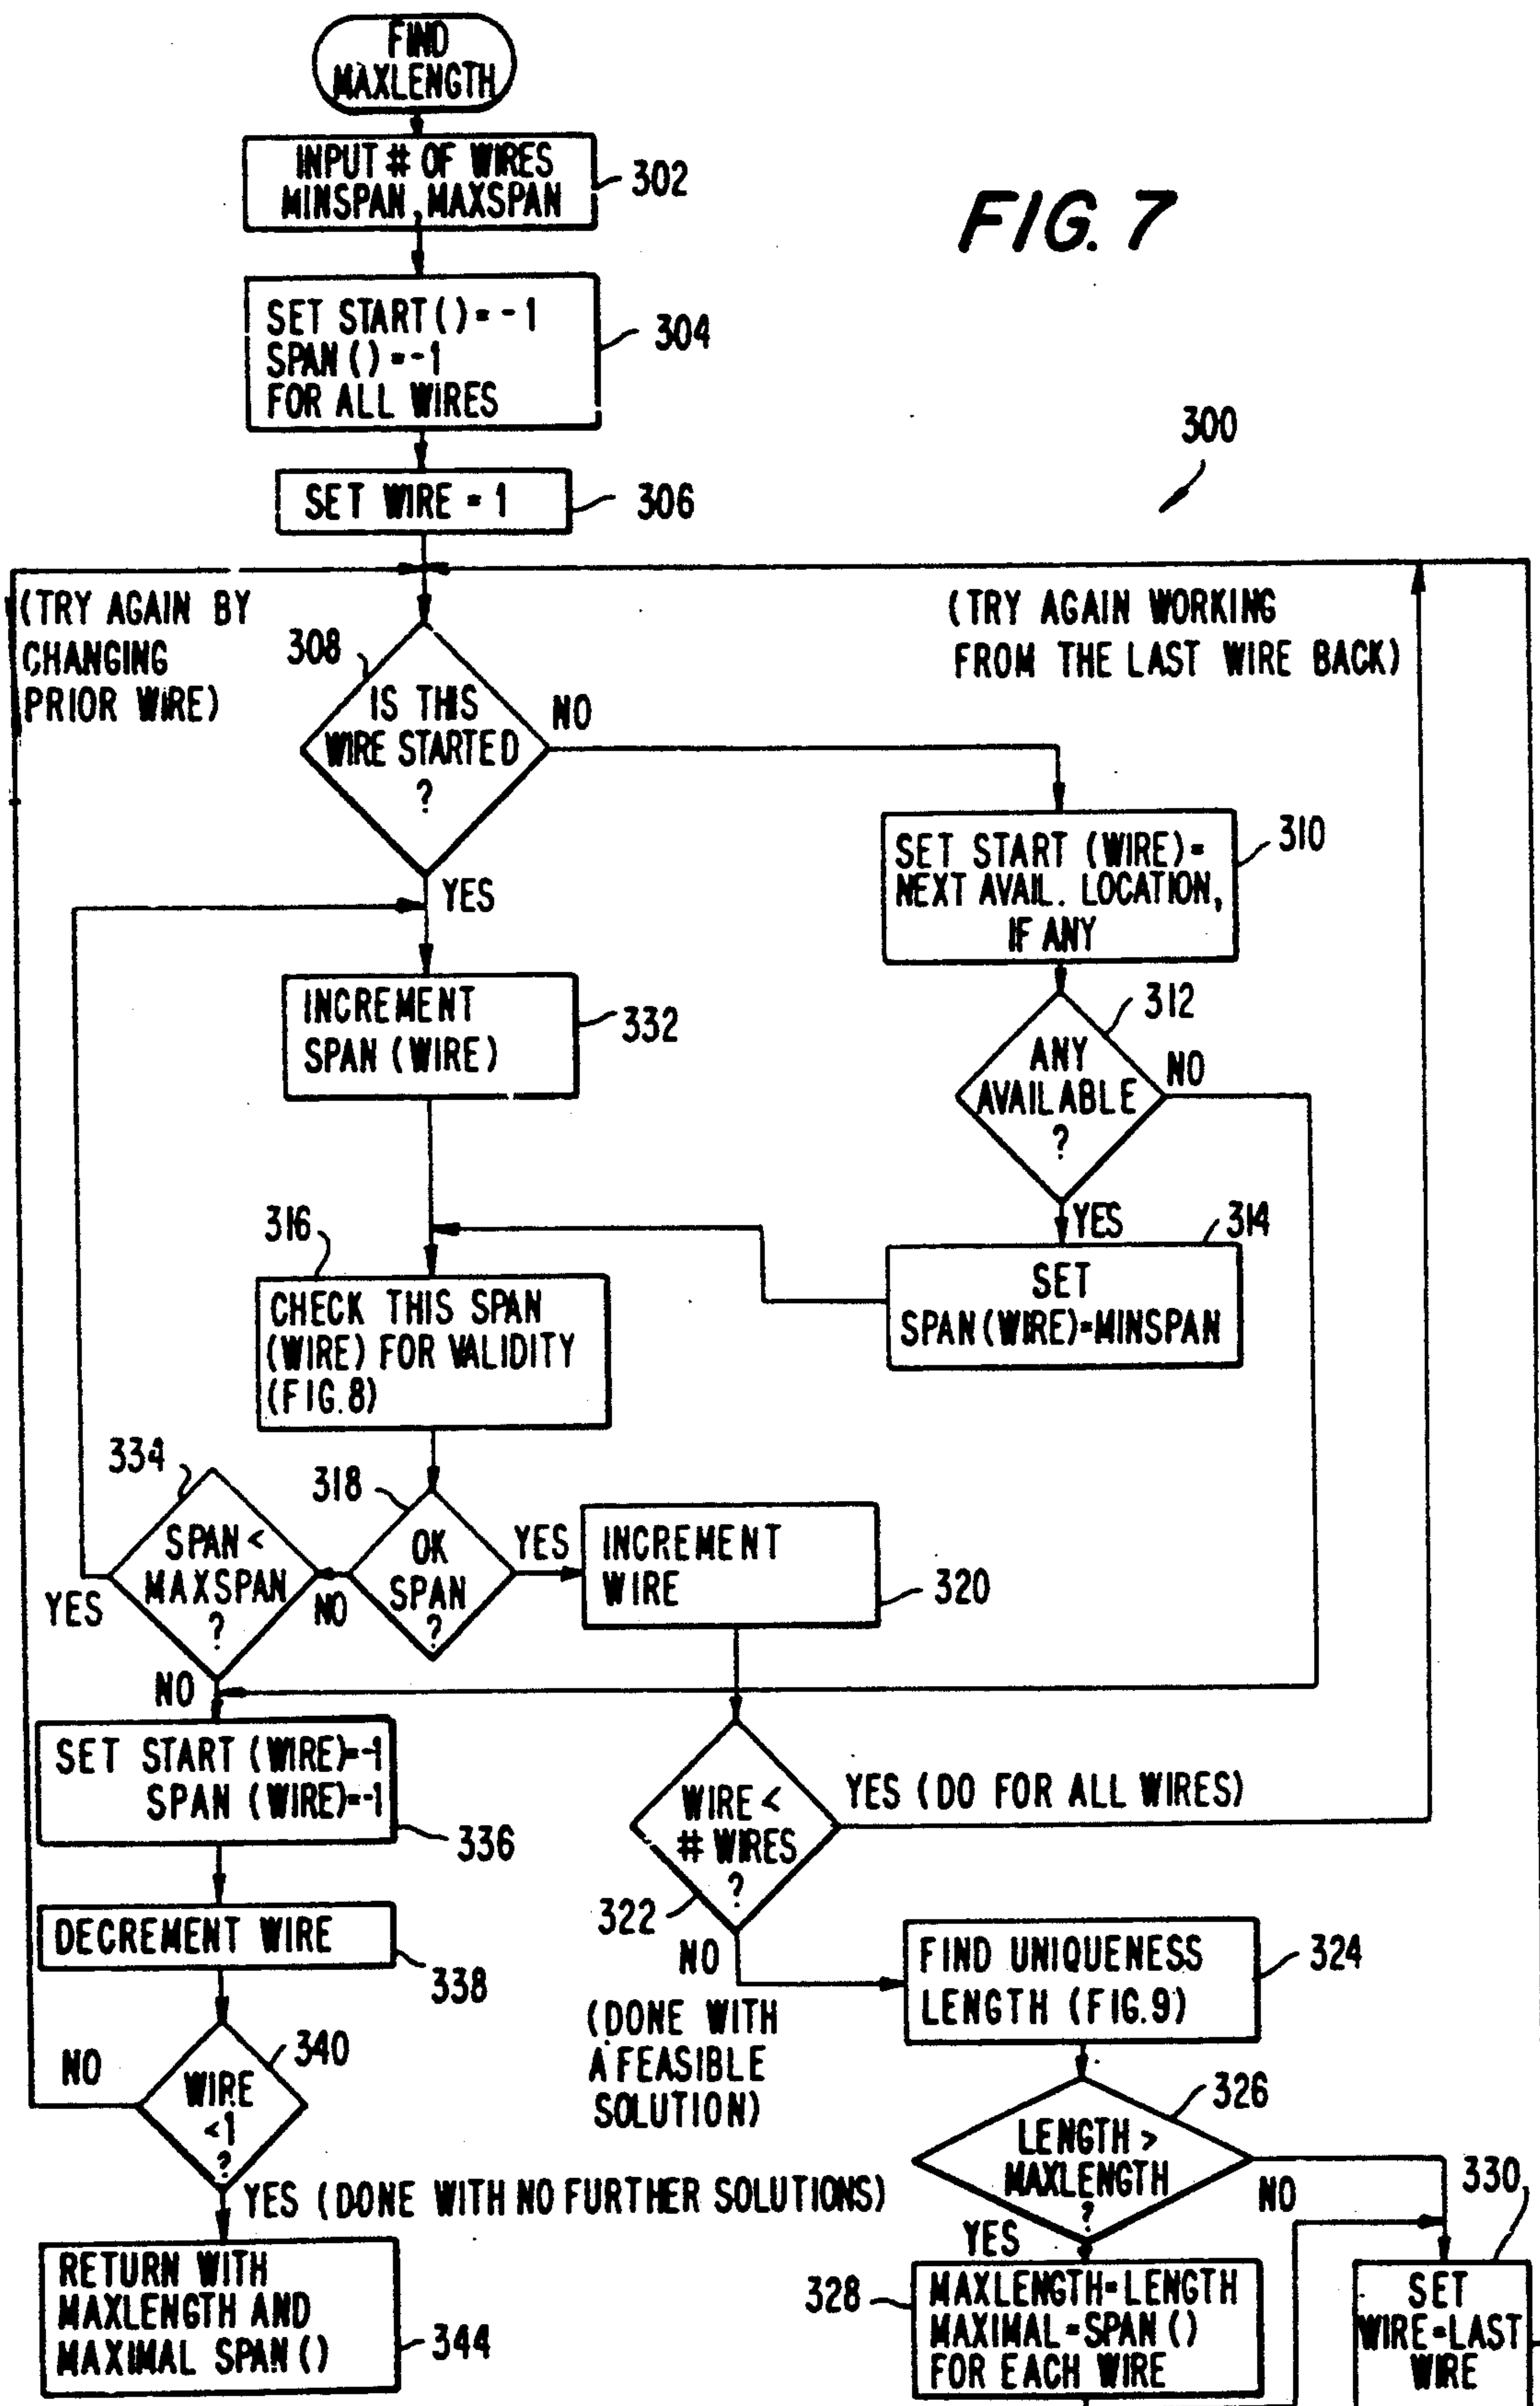 FIND
MAXLENGTH
INPUT # OF WIRES
MINSPAN, MAXSPAN
302
FIG. 7
SET START ( ) = -1
SPAN ( ) = -1
FOR ALL WIRES
304
300
SET WIRE = 1
306
(TRY AGAIN BY
CHANGING
PRIOR WIRE)
(TRY AGAIN WORKING
FROM THE LAST WIRE BACK)
308
IS THIS
WIRE STARTED
?
NO
YES
SET START (WIRE)=
NEXT AVAIL. LOCATION,
IF ANY
310
INCREMENT
SPAN (WIRE)
332
312
ANY
AVAILABLE
?
NO
YES
314
SET
SPAN(WIRE)=MINSPAN
316
CHECK THIS SPAN
(WIRE) FOR VALIDITY
(FIG.8)
334
SPAN <
MAXSPAN
?
YES
NO
318
OK
SPAN
?
NO
YES
INCREMENT
WIRE
320
SET START (WIRE)=-1
SPAN (WIRE)=-1
336
WIRE <
# WIRES
?
322
YES (DO FOR ALL WIRES)
NO
(DONE WITH
A FEASIBLE
SOLUTION)
DECREMENT WIRE
338
FIND UNIQUENESS
LENGTH (FIG.9)
324
NO
340
WIRE
<1
?
YES (DONE WITH NO FURTHER SOLUTIONS)
326
LENGTH >
MAXLENGTH
?
NO
YES
RETURN WITH
MAXLENGTH AND
MAXIMAL SPAN ( )
344
328
MAXLENGTH=LENGTH
MAXIMAL=SPAN ( )
FOR EACH WIRE
330
SET
WIRE=LAST
WIRE